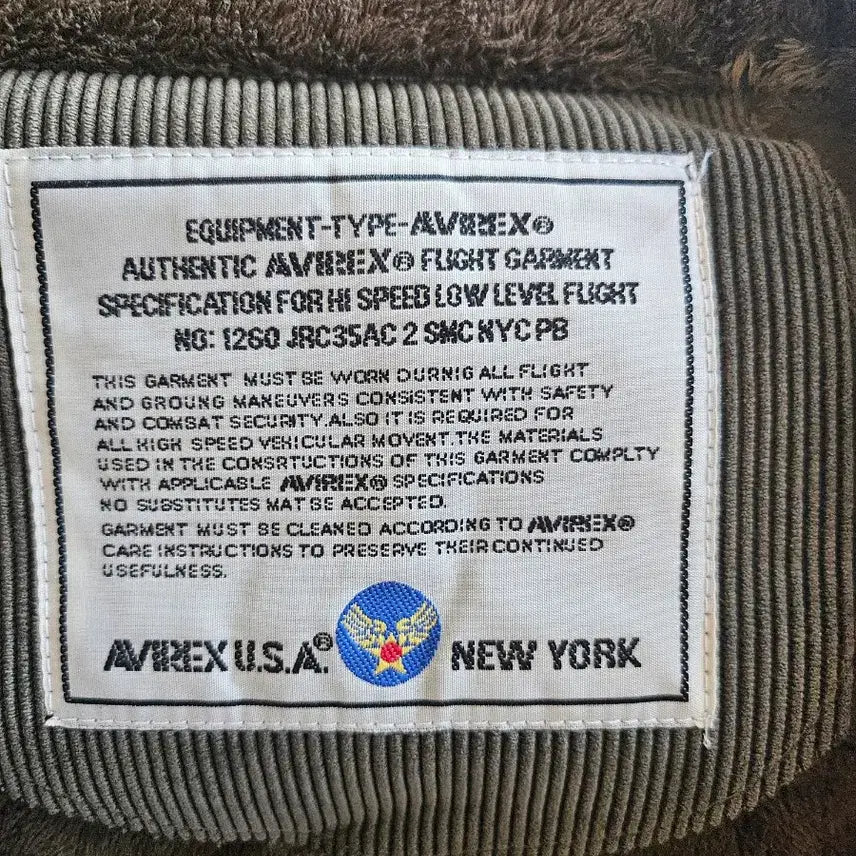 EQUIPMENT-TYPE-AVIREX®
AUTHENTIC AVIREX® FLIGHT GARMENT
SPECIFICATION FOR HI SPEED LOW LEVEL FLIGHT
NO: 1260 JRC35AC 2 SMC NYC PB
THIS GARMENT MUST BE WORN DURNIG ALL FLIGHT
AND GROUNG MANEUVERS CONSISTENT WITH SAFETY
AND COMBAT SECURITY.ALSO IT IS REQUIRED FOR
ALL HIGH SPEED VEHICULAR MOVENT.THE MATERIALS
USED IN THE CONSRTUCTIONS OF THIS GARMENT COMPLTY
WITH APPLICABLE AVIREX® SPECIFICATIONS
NO SUBSTITUTES MAT BE ACCEPTED.
GARMENT MUST BE CLEANED ACCORDING TO AVIREX®
CARE INSTRUCTIONS TO PRESERVE THEIR CONTINUED
USEFULNESS.
AVIREX U.S.A.® NEW YORK